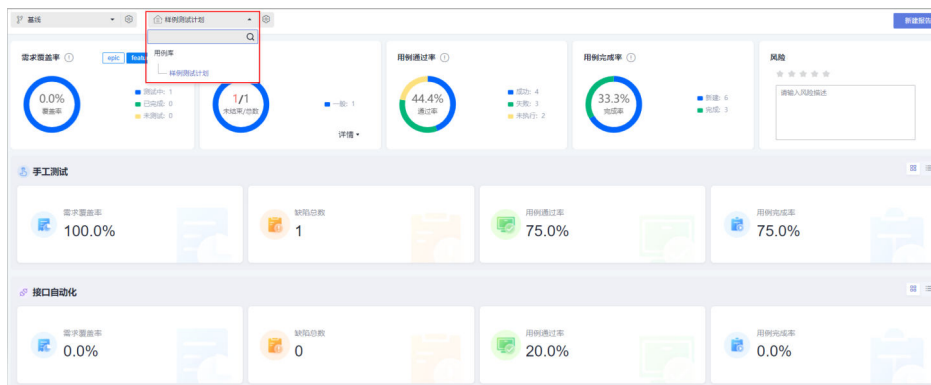 基线
样例测试计划
新建报告
用例库
样例测试计划
需求覆盖率
epic
0.0%
覆盖率
测试中: 1
已完成: 0
未测试: 0
1/1
未结束/总数
一般: 1
详情
用例通过率
44.4%
通过率
成功: 4
失败: 3
未执行: 2
用例完成率
33.3%
完成率
新建: 6
完成: 3
风险
请输入风险描述
手工测试
需求覆盖率
100.0%
缺陷总数
1
用例通过率
75.0%
用例完成率
75.0%
接口自动化
需求覆盖率
0.0%
缺陷总数
0
用例通过率
20.0%
用例完成率
0.0%